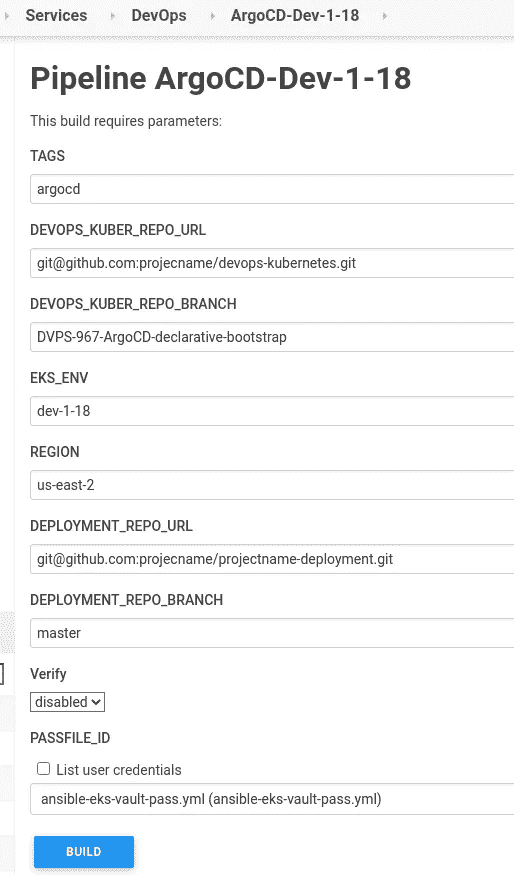 Services DevOps ArgoCD-Dev-1-18
Pipeline ArgoCD-Dev-1-18
This build requires parameters:
TAGS
argocd
DEVOPS_KUBER_REPO_URL
git@github.com:projecname/devops-kubernetes.git
DEVOPS_KUBER_REPO_BRANCH
DVPS-967-ArgoCD-declarative-bootstrap
EKS_ENV
dev-1-18
REGION
us-east-2
DEPLOYMENT_REPO_URL
git@github.com:projecname/projectname-deployment.git
DEPLOYMENT_REPO_BRANCH
master
Verify
disabled
PASSFILE_ID
List user credentials
ansible-eks-vault-pass.yml (ansible-eks-vault-pass.yml)
BUILD